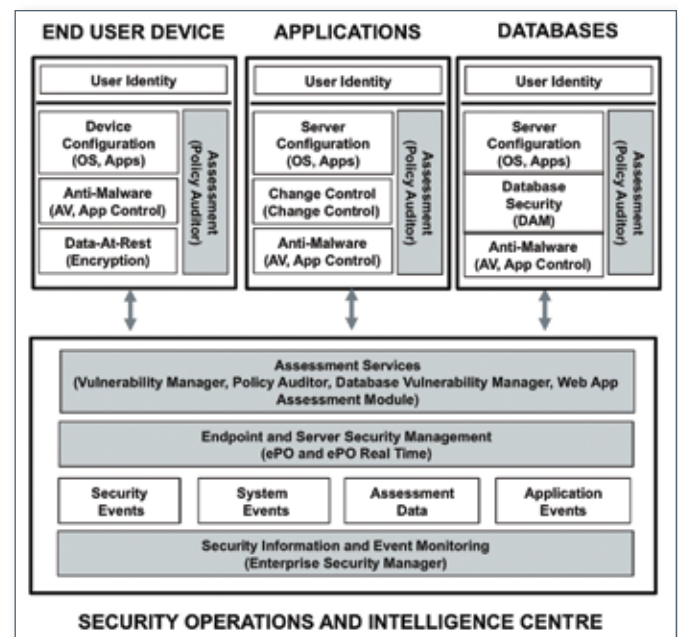 END USER DEVICE
User Identity
Device
Configuration
(OS, Apps)
Anti-Malware
(AV, App Control)
Data-At-Rest
(Encryption)
Assessment
(Policy Auditor)
APPLICATIONS
User Identity
Server
Configuration
(OS, Apps)
Change Control
(Change Control)
Anti-Malware
(AV, App Control)
Assessment
(Policy Auditor)
DATABASES
User Identity
Server
Configuration
(OS, Apps)
Database
Security
(DAM)
Anti-Malware
(AV, App Control)
Assessment
(Policy Auditor)
Assessment Services
(Vulnerability Manager, Policy Auditor, Database Vulnerability Manager, Web App
Assessment Module)
Endpoint and Server Security Management
(ePO and ePO Real Time)
Security
Events
System
Events
Assessment
Data
Application
Events
Security Information and Event Monitoring
(Enterprise Security Manager)
SECURITY OPERATIONS AND INTELLIGENCE CENTRE